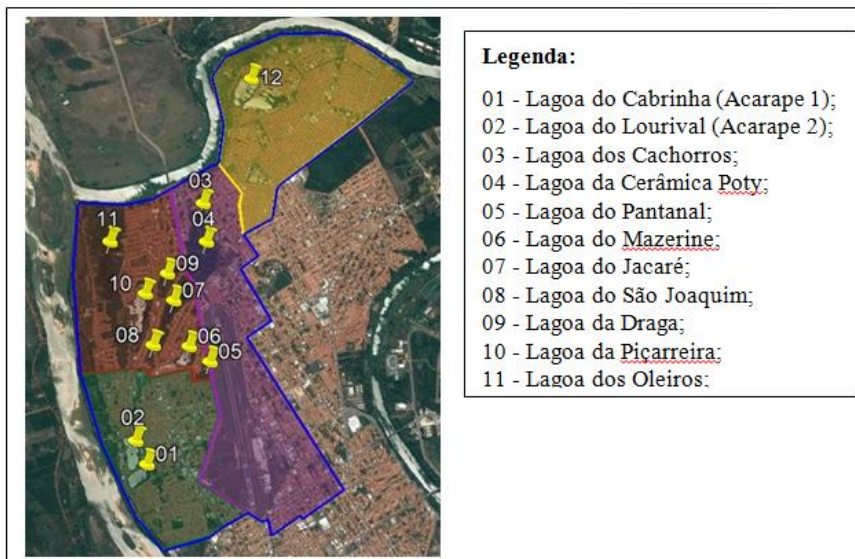 12
03
04
11
09
10
07
08
06
05
02
01
Legenda:
01 - Lagoa do Cabrinha (Acarape 1);
02 - Lagoa do Lourival (Acarape 2);
03 - Lagoa dos Cachorros;
04 - Lagoa da Cerâmica Poty;
05 - Lagoa do Pantanal;
06 - Lagoa do Mazerine;
07 - Lagoa do Jacaré;
08 - Lagoa do São Joaquim;
09 - Lagoa da Draga;
10 - Lagoa da Piçarreira;
11 - Lagoa dos Oleiros;